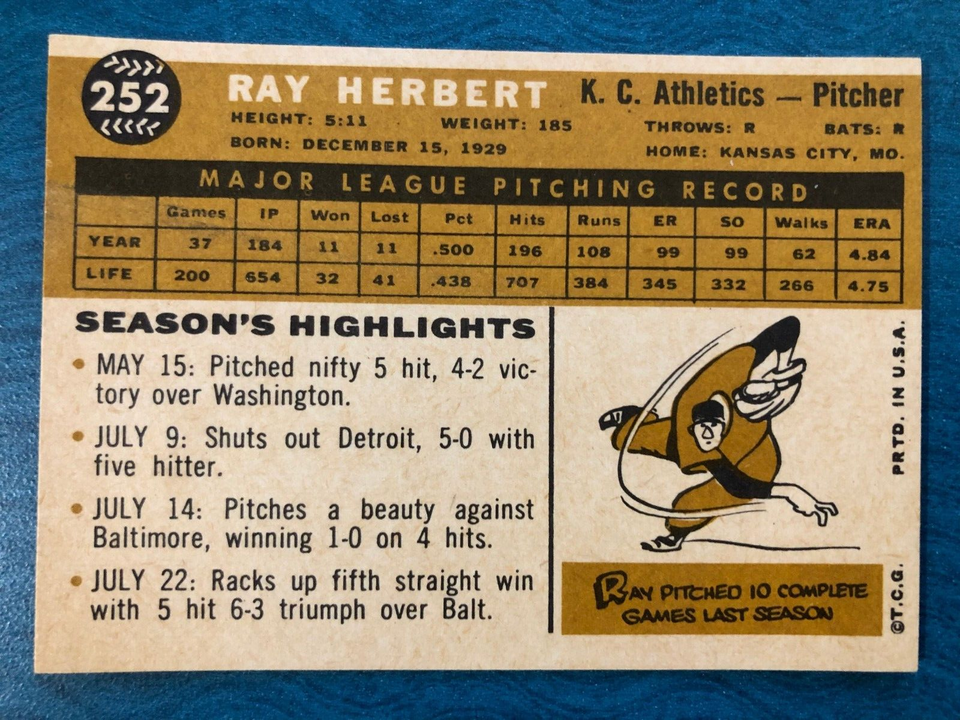 252
RAY HERBERT K. C. Athletics — Pitcher
HEIGHT: 5:11 WEIGHT: 185 THROWS: R BATS: R
BORN: DECEMBER 15, 1929 HOME: KANSAS CITY, MO.
MAJOR LEAGUE PITCHING RECORD
Games IP Won Lost Pct Hits Runs ER SO Walks ERA
YEAR 37 184 11 11 .500 196 108 99 99 62 4.84
LIFE 200 654 32 41 .438 707 384 345 332 266 4.75
SEASON'S HIGHLIGHTS
• MAY 15: Pitched nifty 5 hit, 4-2 vic-
tory over Washington.
• JULY 9: Shuts out Detroit, 5-0 with
five hitter.
• JULY 14: Pitches a beauty against
Baltimore, winning 1-0 on 4 hits.
• JULY 22: Racks up fifth straight win
with 5 hit 6-3 triumph over Balt.
RAY PITCHED 10 COMPLETE
GAMES LAST SEASON
PRTD. IN U.S.A.
©T.C.G.